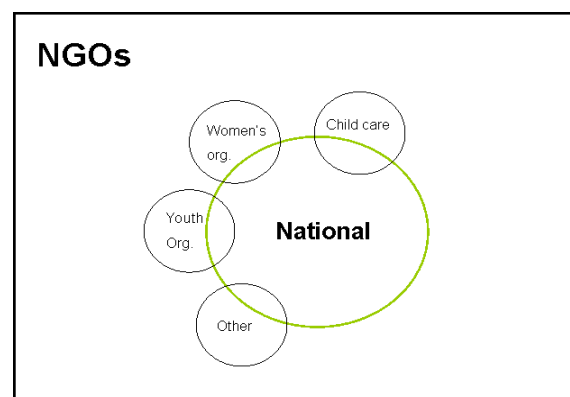 NGOs
Women's
org.
Child care
Youth
Org.
National
Other